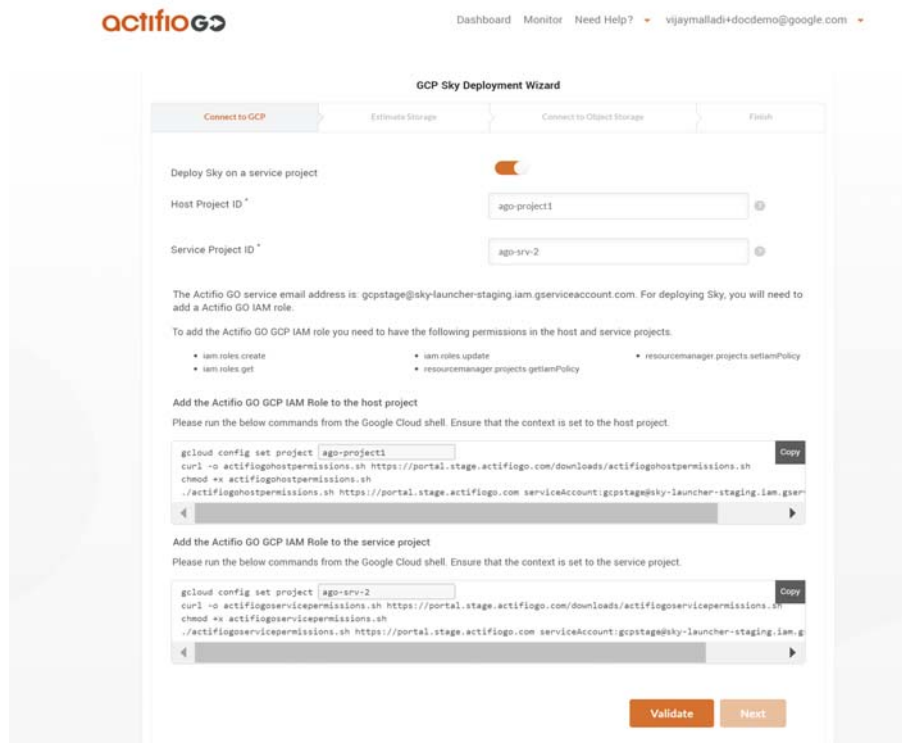 actifioGO
Dashboard Monitor Need Help? vijaymalladi+docdemo@google.com
GCP Sky Deployment Wizard
Connect to GCP Estimate Storage Connect to Object Storage Finish
Deploy Sky on a service project
Host Project ID * ago-project1 ?
Service Project ID * ago-srv-2 ?
The Actifio GO service email address is: gcpstage@sky-launcher-staging.iam.gserviceaccount.com. For deploying Sky, you will need to
add a Actifio GO IAM role.
To add the Actifio GO GCP IAM role you need to have the following permissions in the host and service projects.
• iam.roles.create • iam.roles.update • resourcemanager.projects.setIamPolicy
• iam.roles.get • resourcemanager.projects.getIamPolicy
Add the Actifio GO GCP IAM Role to the host project
Please run the below commands from the Google Cloud shell. Ensure that the context is set to the host project.
gcloud config set project ago-project1 Copy
curl -o actifiogohostpermissions.sh https://portal.stage.actifiogo.com/downloads/actifiogohostpermissions.sh
chmod +x actifiogohostpermissions.sh
./actifiogohostpermissions.sh https://portal.stage.actifiogo.com serviceAccount:gcpstage@sky-launcher-staging.iam.gser
Add the Actifio GO GCP IAM Role to the service project
Please run the below commands from the Google Cloud shell. Ensure that the context is set to the service project.
gcloud config set project ago-srv-2 Copy
curl -o actifiogoservicepermissions.sh https://portal.stage.actifiogo.com/downloads/actifiogoservicepermissions.sh
chmod +x actifiogoservicepermissions.sh
./actifiogoservicepermissions.sh https://portal.stage.actifiogo.com serviceAccount:gcpstage@sky-launcher-staging.iam.g
Validate Next